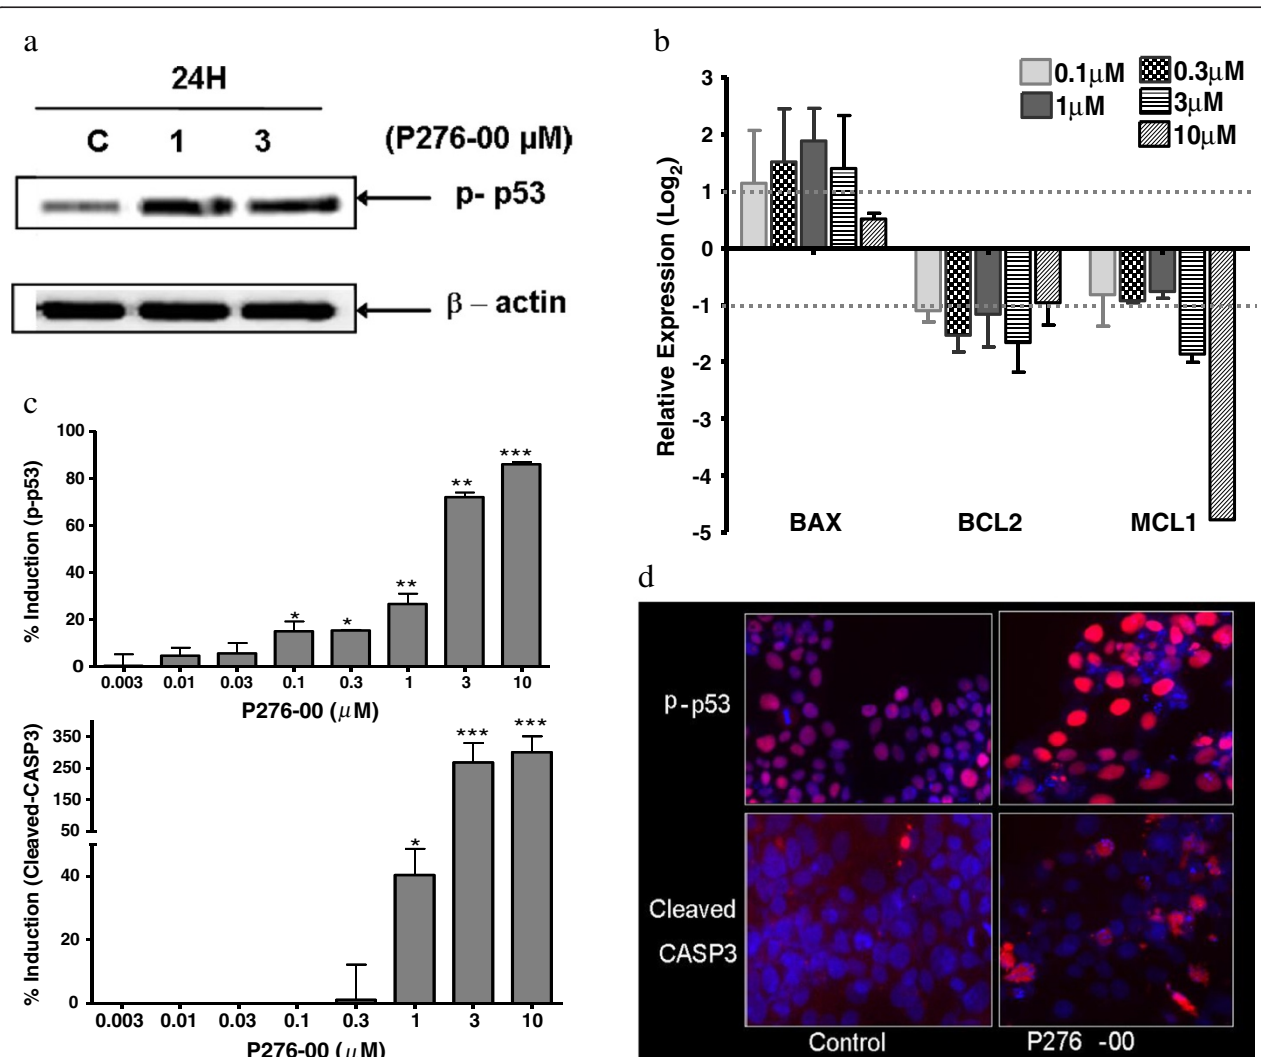 a
24H
C 1 3 (P276-00 µM)
p- p53
β – actin
b
0.1µM 0.3µM
1µM 3µM
10µM
Relative Expression (Log2)
3
2
1
0
-1
-2
-3
-4
-5
BAX BCL2 MCL1
c
% Induction (p-p53)
100
80
60
40
20
0
* * ** ** ***
0.003 0.01 0.03 0.1 0.3 1 3 10
P276-00 (µM)
% Induction (Cleaved-CASP3)
350
250
150
50
40
20
0
* *** ***
0.003 0.01 0.03 0.1 0.3 1 3 10
P276-00 (µM)
d
p-p53
Cleaved
CASP3
Control P276 -00